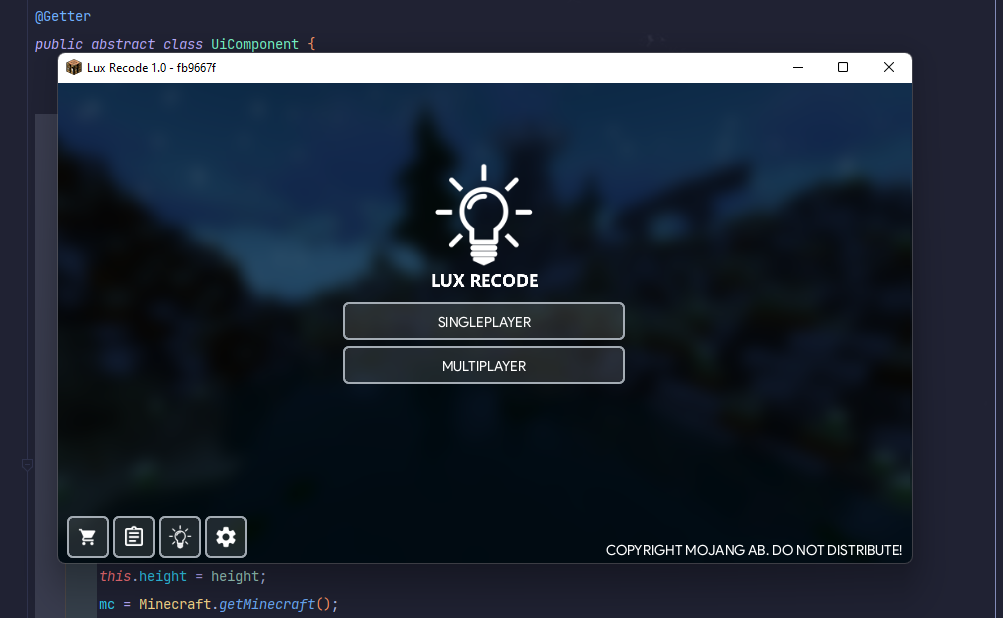 @Getter
public abstract class UiComponent {
Lux Recode 1.0 - fb9667f
LUX RECODE
SINGLEPLAYER
MULTIPLAYER
COPYRIGHT MOJANG AB. DO NOT DISTRIBUTE!
this.height = height;
mc = Minecraft.getMinecraft();